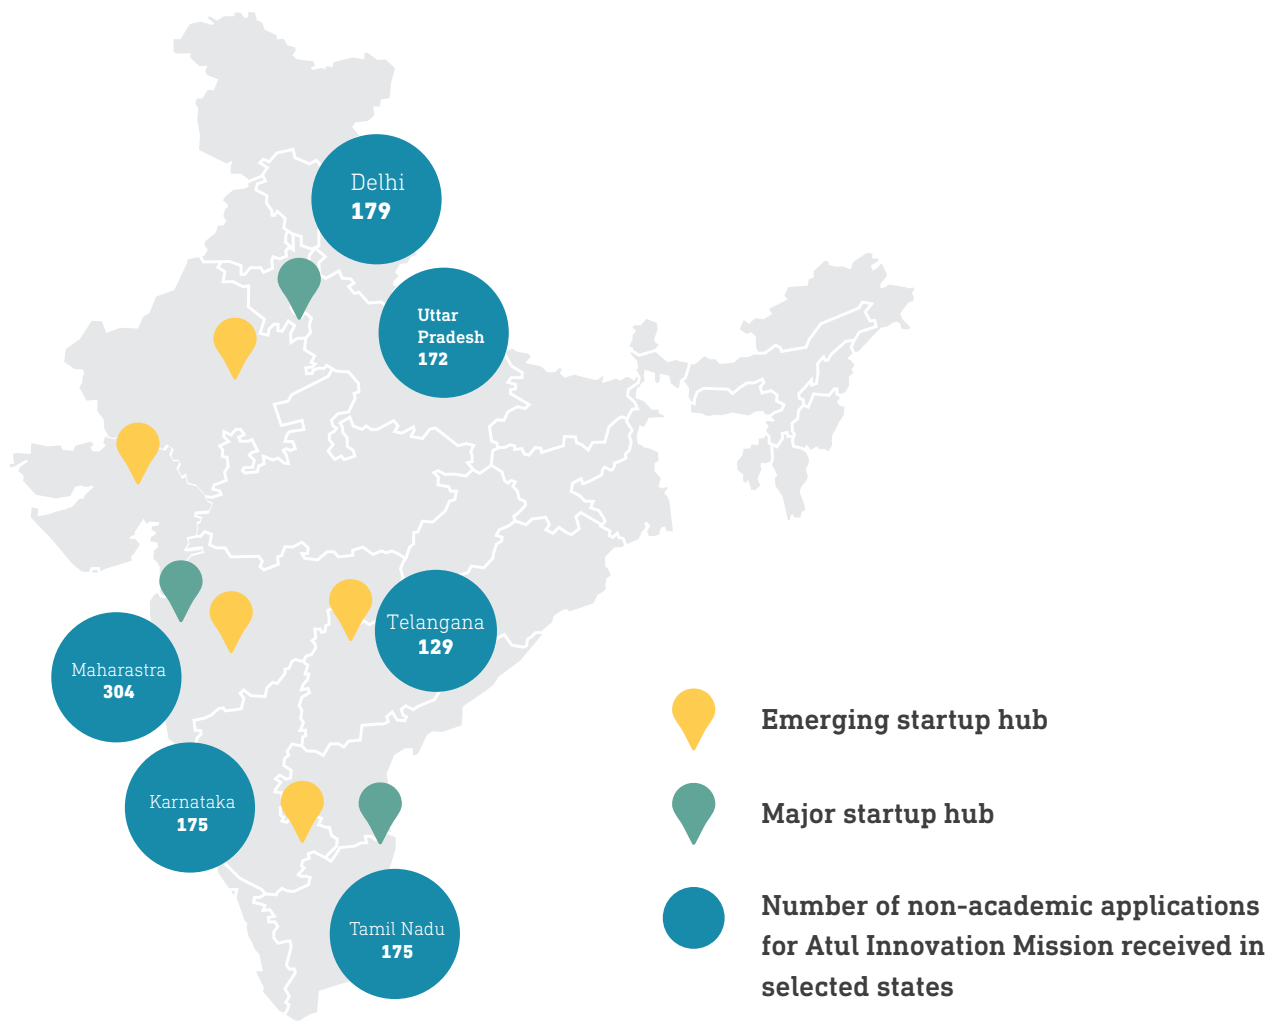 Delhi
179
Uttar
Pradesh
172
Telangana
129
Maharastra
304
Karnataka
175
Tamil Nadu
175
Emerging startup hub
Major startup hub
Number of non-academic applications
for Atul Innovation Mission received in
selected states